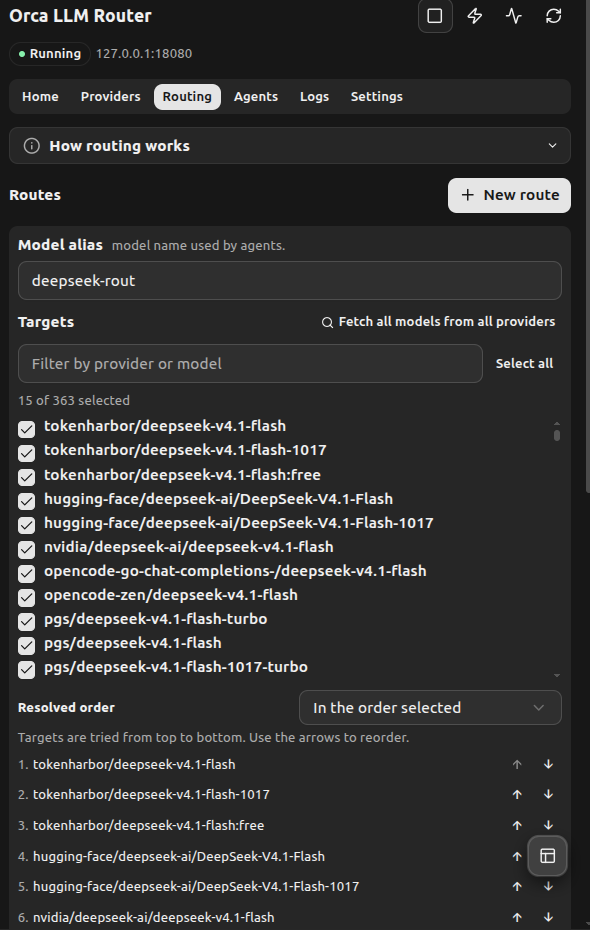 Orca LLM Router
Running 127.0.0.1:18080
Home Providers Routing Agents Logs Settings
How routing works
Routes
New route
Model alias model name used by agents.
deepseek-rout
Targets
Fetch all models from all providers
Filter by provider or model
Select all
15 of 363 selected
tokenharbor/deepseek-v4.1-flash
tokenharbor/deepseek-v4.1-flash-1017
tokenharbor/deepseek-v4.1-flash:free
hugging-face/deepseek-ai/DeepSeek-V4.1-Flash
hugging-face/deepseek-ai/DeepSeek-V4.1-Flash-1017
nvidia/deepseek-ai/deepseek-v4.1-flash
opencode-go-chat-completions-/deepseek-v4.1-flash
opencode-zen/deepseek-v4.1-flash
pgs/deepseek-v4.1-flash-turbo
pgs/deepseek-v4.1-flash
pgs/deepseek-v4.1-flash-1017-turbo
Resolved order
In the order selected
Targets are tried from top to bottom. Use the arrows to reorder.
1. tokenharbor/deepseek-v4.1-flash
2. tokenharbor/deepseek-v4.1-flash-1017
3. tokenharbor/deepseek-v4.1-flash:free
4. hugging-face/deepseek-ai/DeepSeek-V4.1-Flash
5. hugging-face/deepseek-ai/DeepSeek-V4.1-Flash-1017
6. nvidia/deepseek-ai/deepseek-v4.1-flash